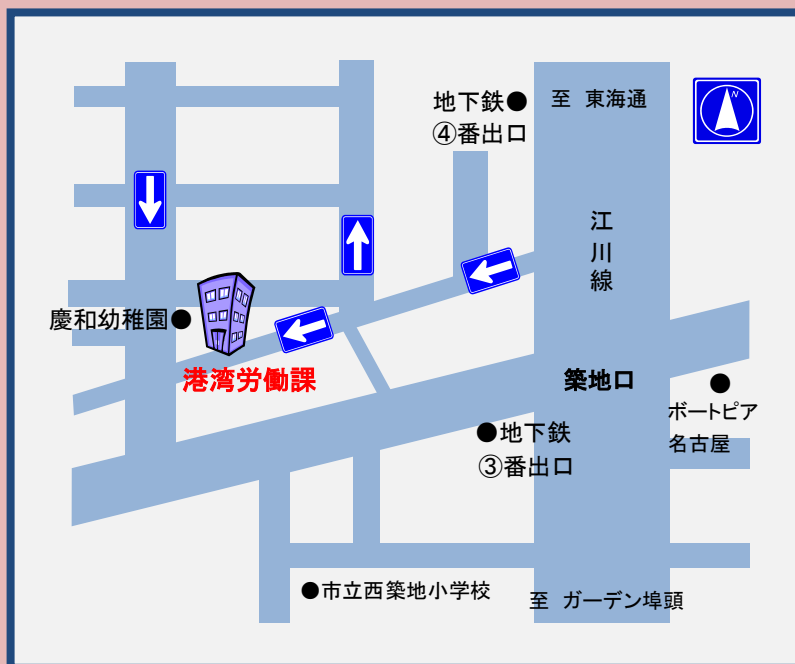 地下鉄●
④番出口
至 東海通
N
江川線
慶和幼稚園●
港湾労働課
築地口
●
ボートピア
名古屋
●地下鉄
③番出口
●市立西築地小学校
至 ガーデン埠頭